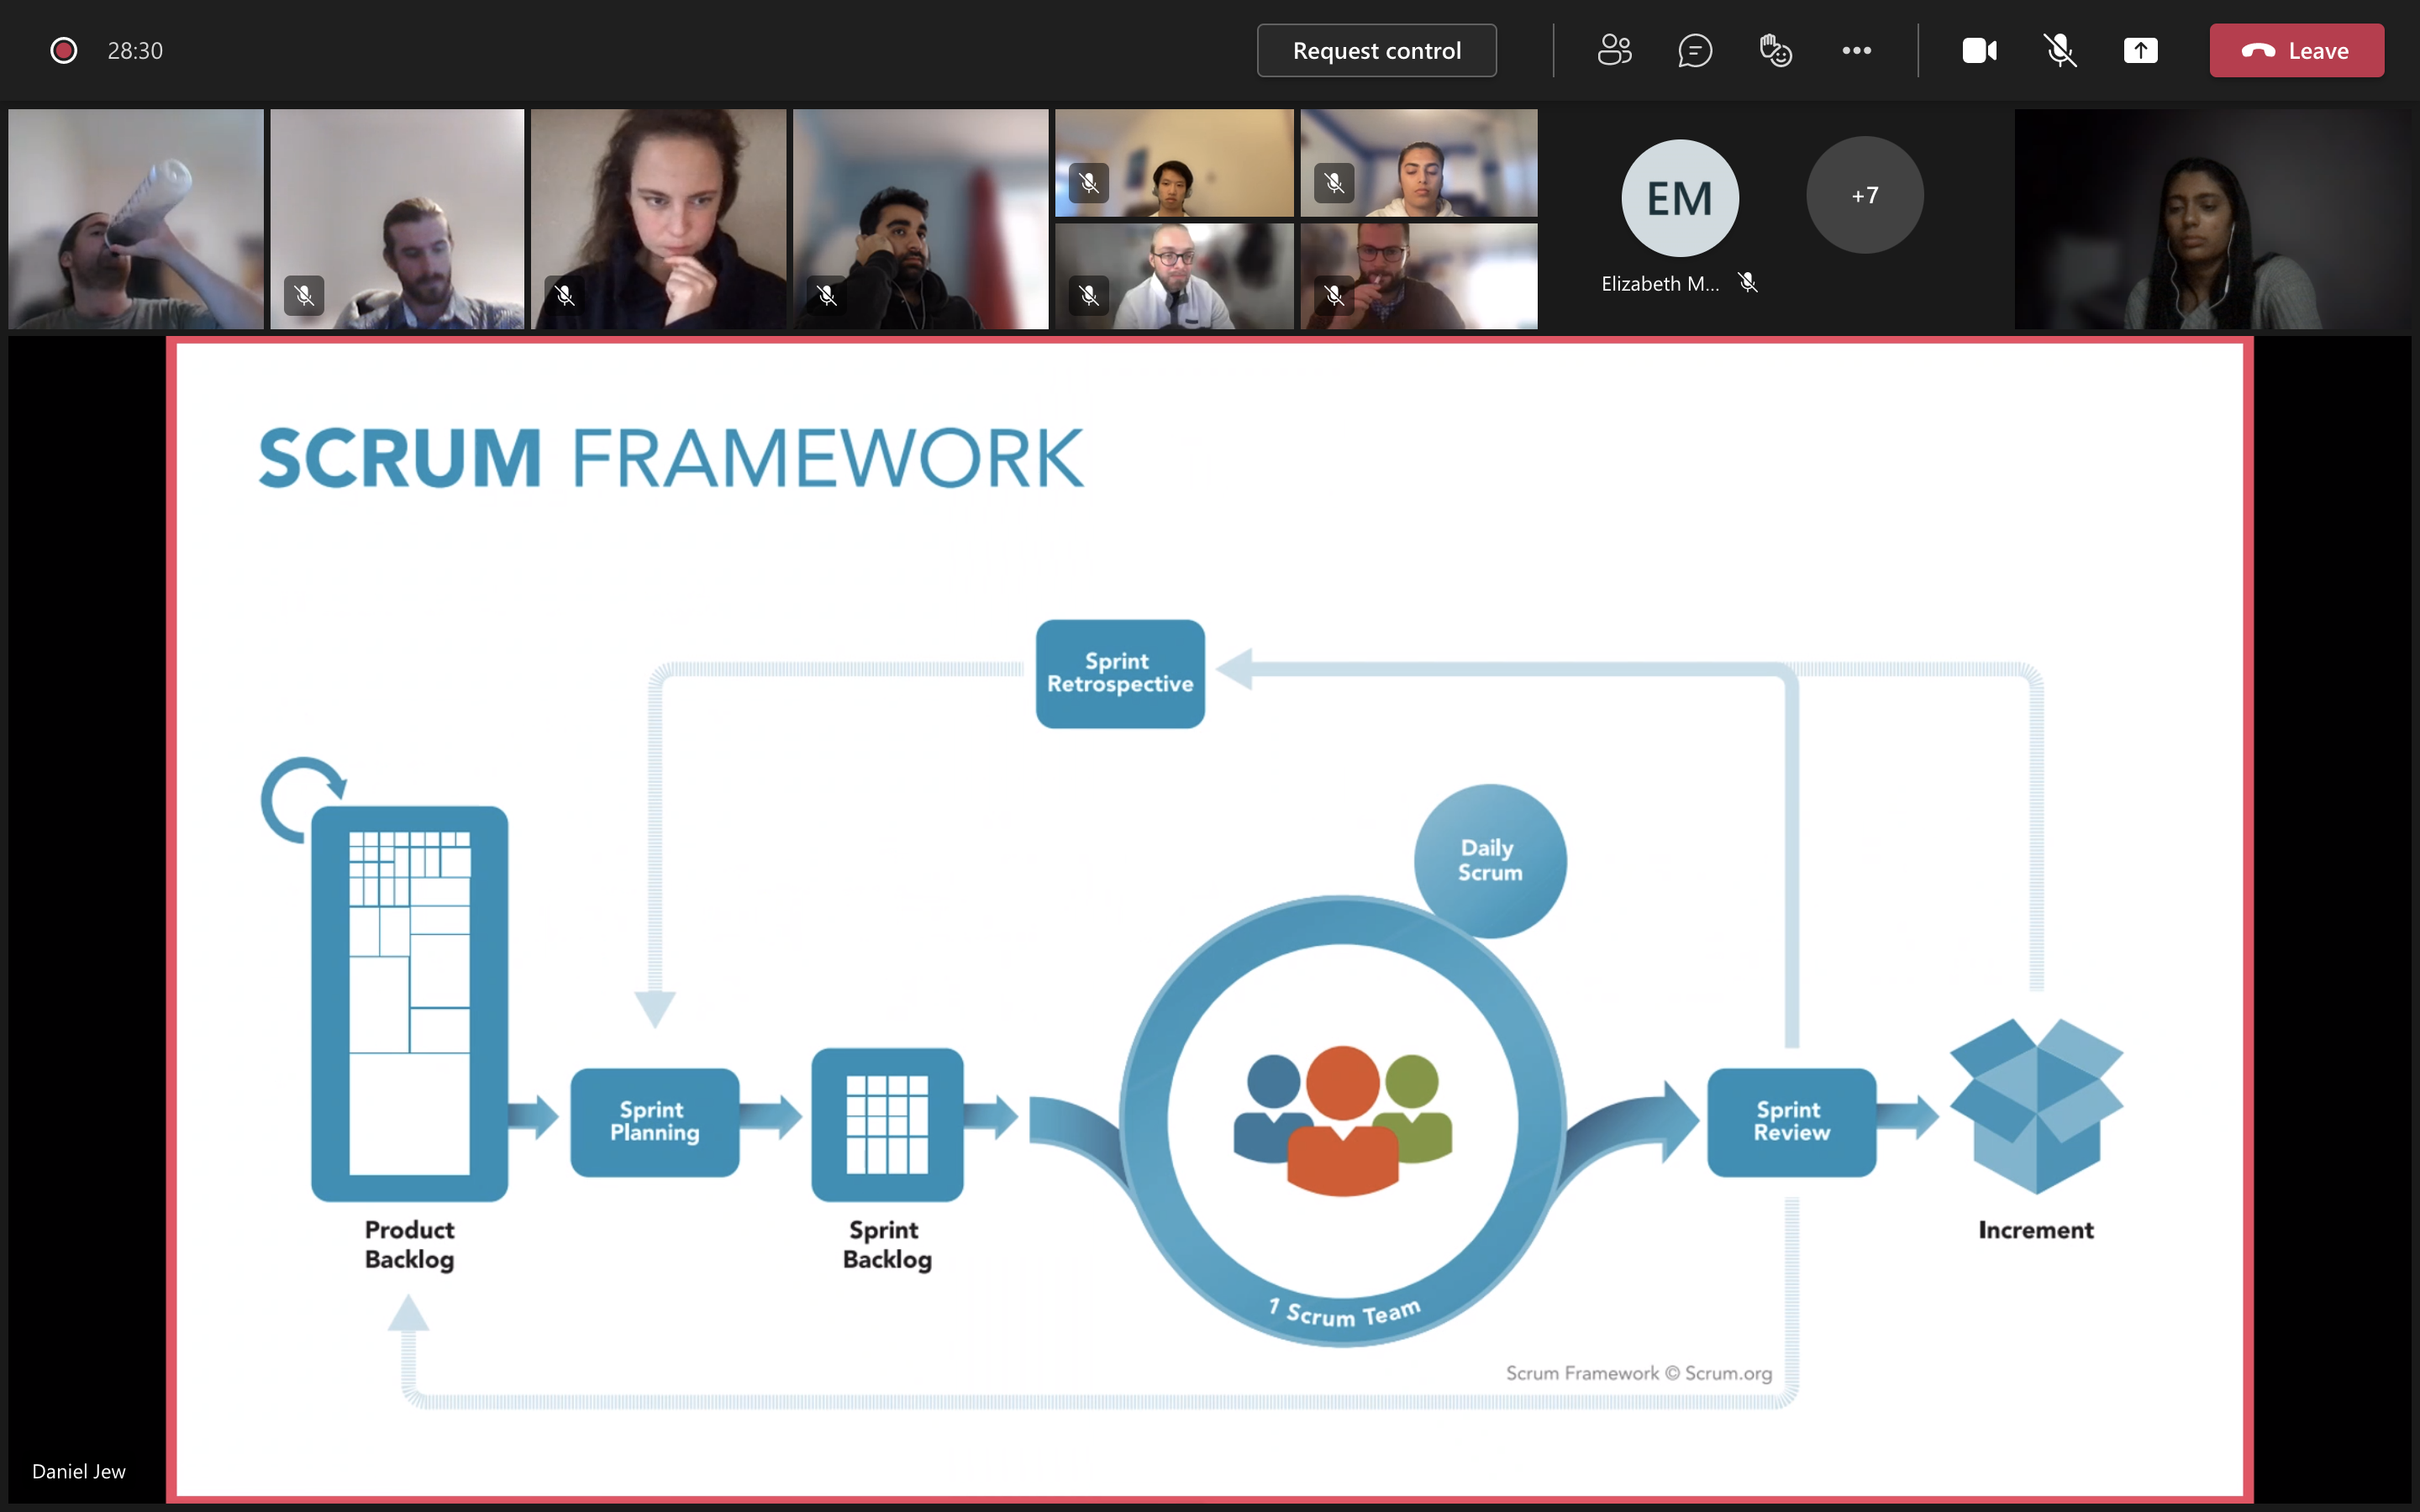 28:30
Request control
Leave
EM
+7
Elizabeth M...
SCRUM FRAMEWORK
Sprint
Retrospective
Daily
Scrum
Sprint
Planning
Sprint
Review
Product
Backlog
Sprint
Backlog
Increment
1 Scrum Team
Scrum Framework © Scrum.org
Daniel Jew